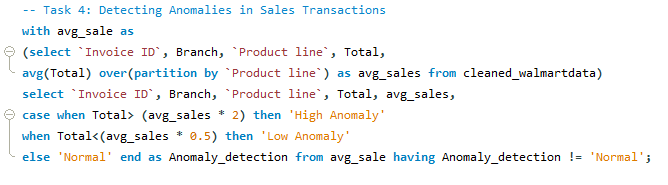 -- Task 4: Detecting Anomalies in Sales Transactions
with avg_sale as
(select `Invoice ID`, Branch, `Product line`, Total,
avg(Total) over(partition by `Product line`) as avg_sales from cleaned_walmartdata)
select `Invoice ID`, Branch, `Product line`, Total, avg_sales,
case when Total> (avg_sales * 2) then 'High Anomaly'
when Total<(avg_sales * 0.5) then 'Low Anomaly'
else 'Normal' end as Anomaly_detection from avg_sale having Anomaly_detection != 'Normal';